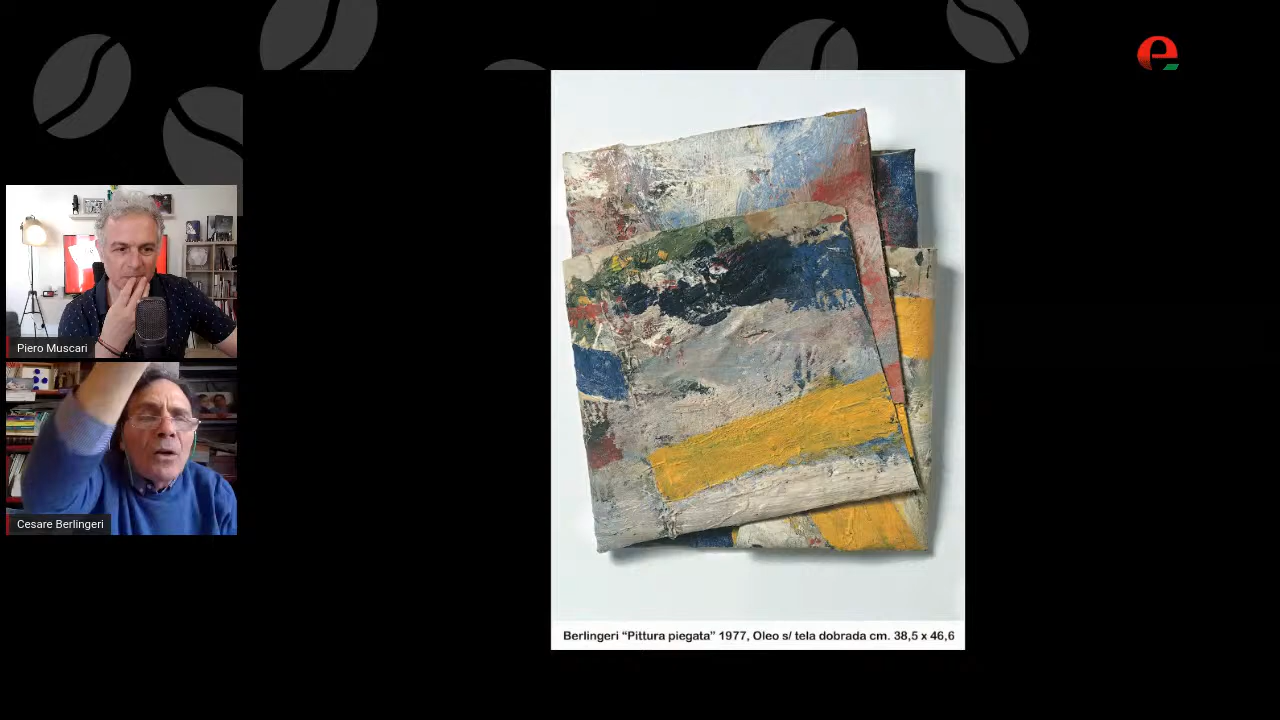 e
Piero Muscari
Cesare Berlingeri
Berlingeri “Pittura piegata” 1977, Oleo s/ tela dobrada cm. 38,5 x 46,6